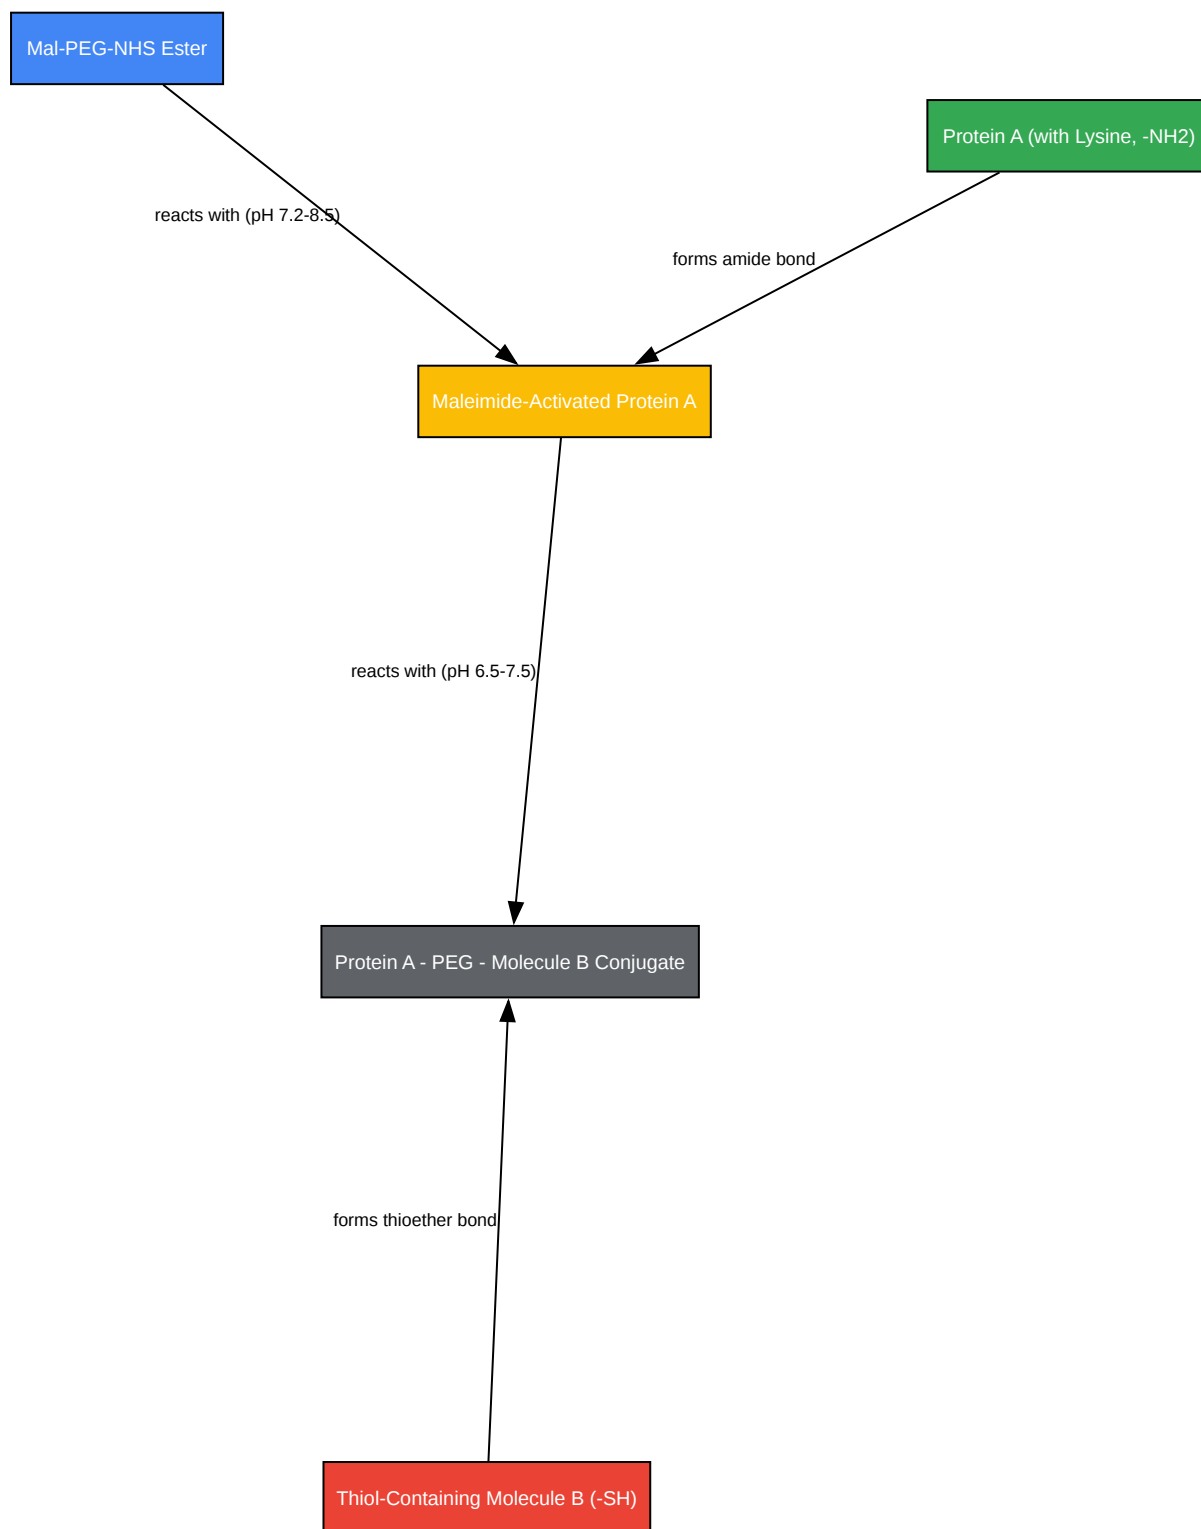 Mal-PEG-NHS Ester
Protein A (with Lysine, -NH2)
reacts with (pH 7.2-8.5)
forms amide bond
Maleimide-Activated Protein A
reacts with (pH 6.5-7.5)
Protein A - PEG - Molecule B Conjugate
forms thioether bond
Thiol-Containing Molecule B (-SH)